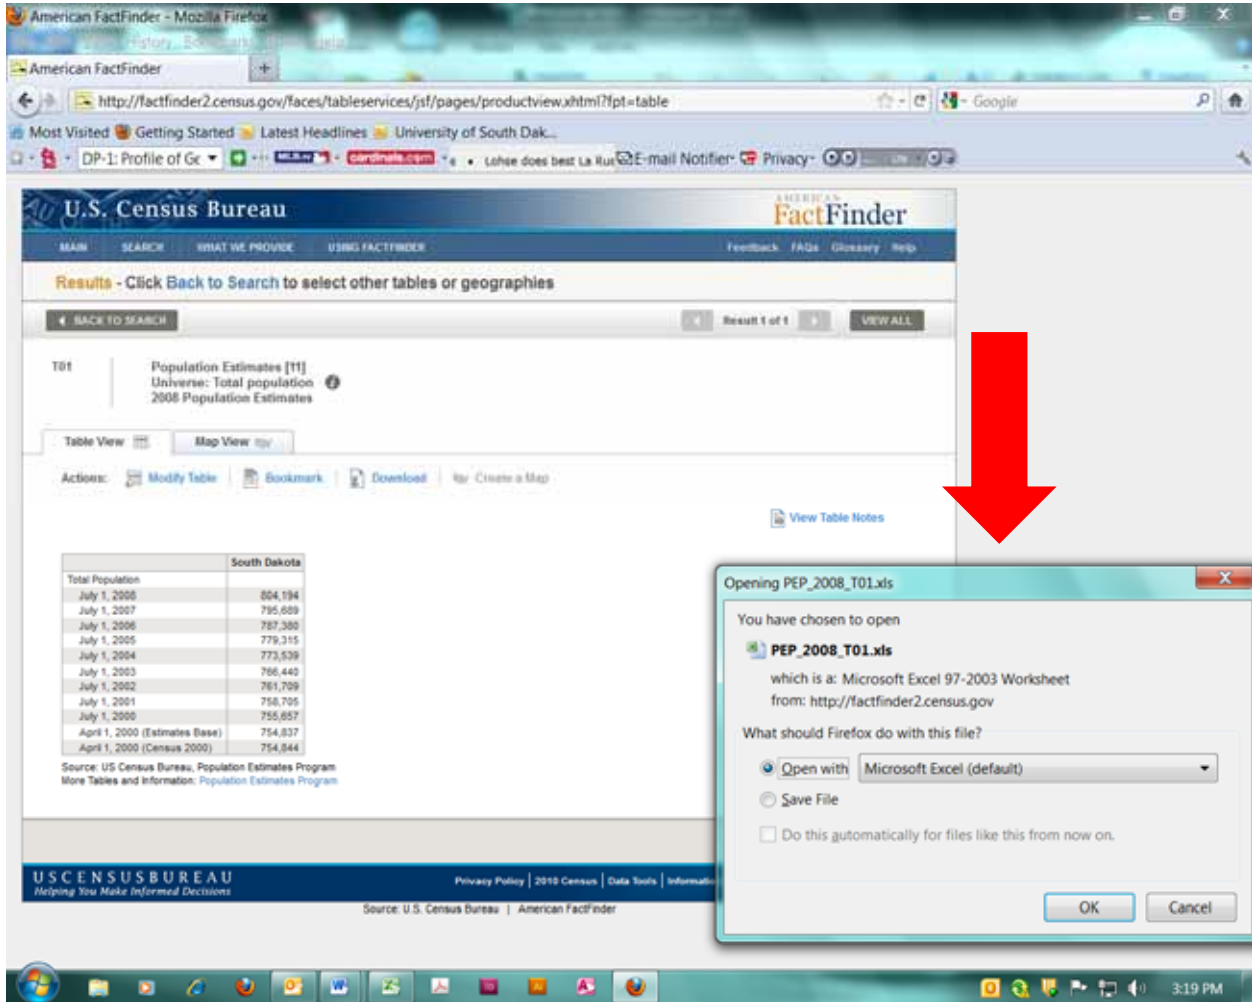 American FactFinder - Mozilla Firefox
History
American FactFinder
http://factfinder2.census.gov/faces/tableservices/jsf/pages/productview.xhtml?fpt=table
Google
Most Visited Getting Started Latest Headlines University of South Dak...
DP-1: Profile of Ge
cardinals.com
Lohse does best La Rus
E-mail Notifier
Privacy
U.S. Census Bureau
AMERICAN
FactFinder
MAIN SEARCH WHAT WE PROVIDE USING FACTFINDER
Feedback FAQs Glossary Help
Results - Click Back to Search to select other tables or geographies
BACK TO SEARCH
Result 1 of 1
VIEW ALL
T01
Population Estimates [11]
Universe: Total population
2008 Population Estimates
Table View
Map View
Actions: Modify Table Bookmark Download Create a Map
View Table Notes
South Dakota
Total Population
July 1, 2008 804,194
July 1, 2007 795,689
July 1, 2006 787,380
July 1, 2005 779,315
July 1, 2004 773,539
July 1, 2003 766,440
July 1, 2002 761,709
July 1, 2001 758,705
July 1, 2000 755,657
April 1, 2000 (Estimates Base) 754,837
April 1, 2000 (Census 2000) 754,844
Source: US Census Bureau, Population Estimates Program
More Tables and Information: Population Estimates Program
USCENSUSBUREAU
Helping You Make Informed Decisions
Privacy Policy | 2010 Census | Data Tools | Informatio
Source: U.S. Census Bureau | American FactFinder
Opening PEP_2008_T01.xls
You have chosen to open
PEP_2008_T01.xls
which is a: Microsoft Excel 97-2003 Worksheet
from: http://factfinder2.census.gov
What should Firefox do with this file?
Open with Microsoft Excel (default)
Save File
Do this automatically for files like this from now on.
OK Cancel
3:19 PM